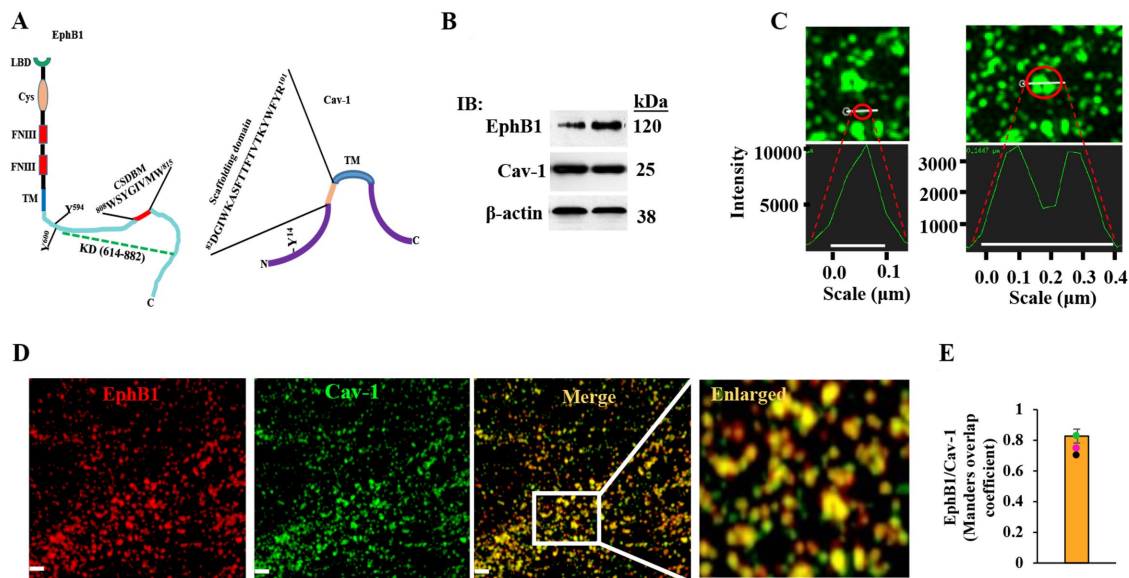 A
EphB1
LBD
Cys
FNIII
FNIII
TM
Y594
Y600
CSDBM
808WSYGIVMW815
KD (614-882)
C
Scaffolding domain
82DGIWKASFTTFTVTKYWFYR101
Cav-1
TM
-Y14
N
C
B
IB:
kDa
EphB1
120
Cav-1
25
β-actin
38
C
Intensity
10000
5000
0.0
0.1
Scale (μm)
3000
2000
1000
0.0 0.1 0.2 0.3 0.4
Scale (μm)
D
EphB1
Cav-1
Merge
Enlarged
E
EphB1/Cav-1
(Manders overlap
coefficient)
1
0.8
0.6
0.4
0.2
0